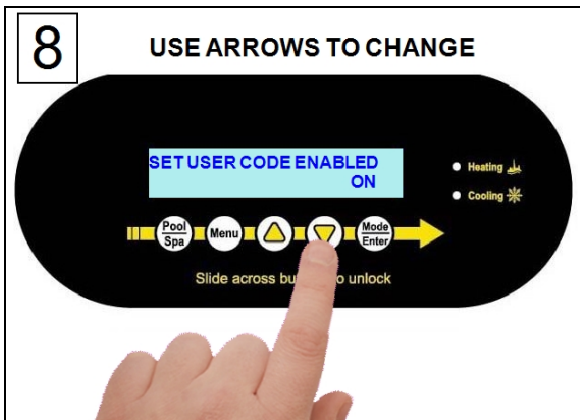 8
USE ARROWS TO CHANGE
SET USER CODE ENABLED
ON
Heating
Cooling
Pool
Spa
Menu
Mode
Enter
Slide across bu o unlock